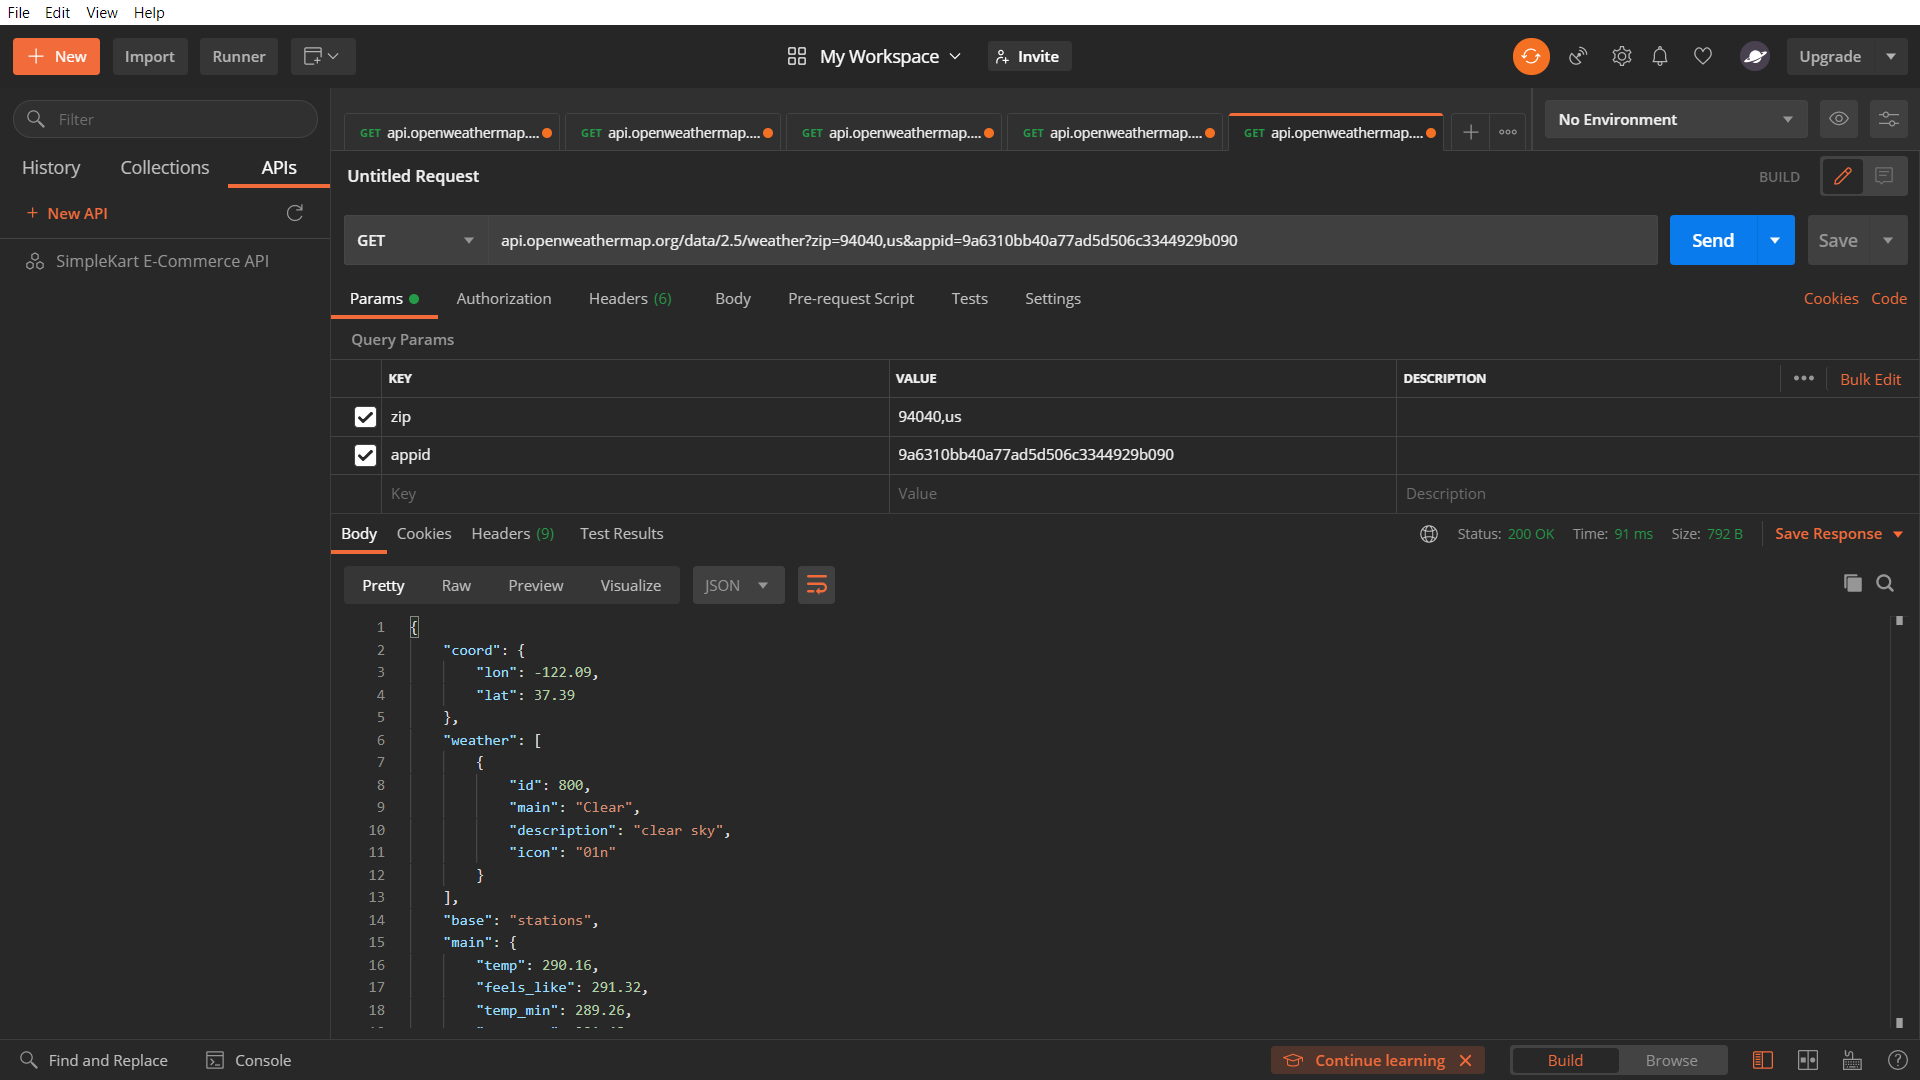 File Edit View Help
New Import Runner My Workspace Invite Upgrade
Filter
GET api.openweathermap.... GET api.openweathermap.... GET api.openweathermap.... GET api.openweathermap.... GET api.openweathermap.... No Environment
History Collections APIs
Untitled Request BUILD
+ New API
GET api.openweathermap.org/data/2.5/weather?zip=94040,us&appid=9a6310bb40a77ad5d506c3344929b090 Send Save
SimpleKart E-Commerce API
Params Authorization Headers (6) Body Pre-request Script Tests Settings Cookies Code
Query Params
KEY VALUE DESCRIPTION Bulk Edit
zip 94040,us
appid 9a6310bb40a77ad5d506c3344929b090
Key Value Description
Body Cookies Headers (9) Test Results Status: 200 OK Time: 91 ms Size: 792 B Save Response
Pretty Raw Preview Visualize JSON
1 {
2 "coord": {
3 "lon": -122.09,
4 "lat": 37.39
5 },
6 "weather": [
7 {
8 "id": 800,
9 "main": "Clear",
10 "description": "clear sky",
11 "icon": "01n"
12 }
13 ],
14 "base": "stations",
15 "main": {
16 "temp": 290.16,
17 "feels_like": 291.32,
18 "temp_min": 289.26,
Find and Replace Console Continue learning Build Browse